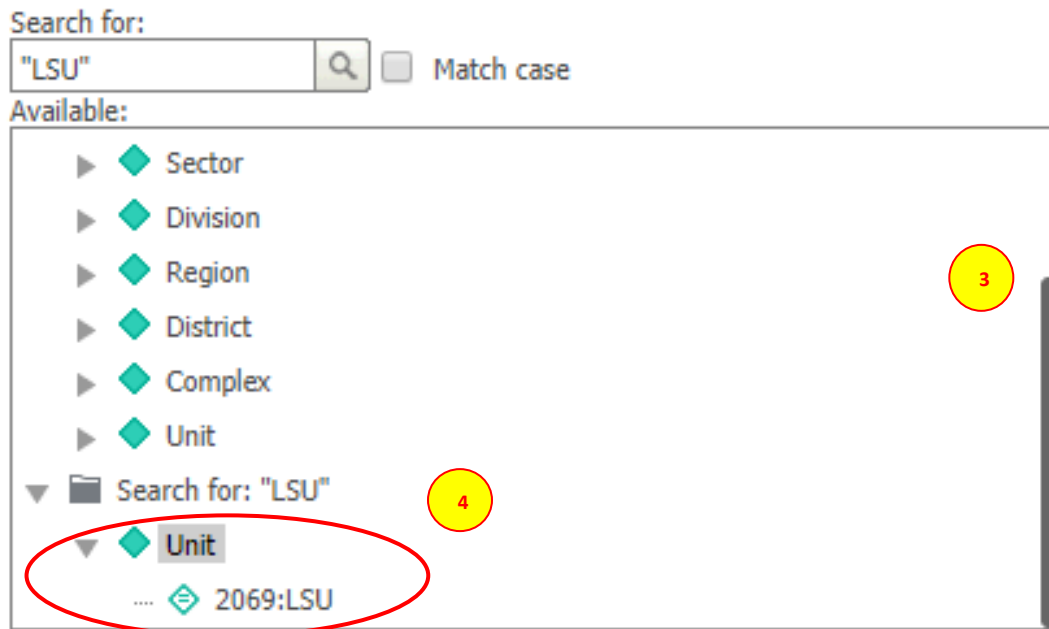 Search for:
"LSU" Match case
Available:
Sector
Division
Region
3
District
Complex
Unit
Search for: "LSU"
4
Unit
2069:LSU